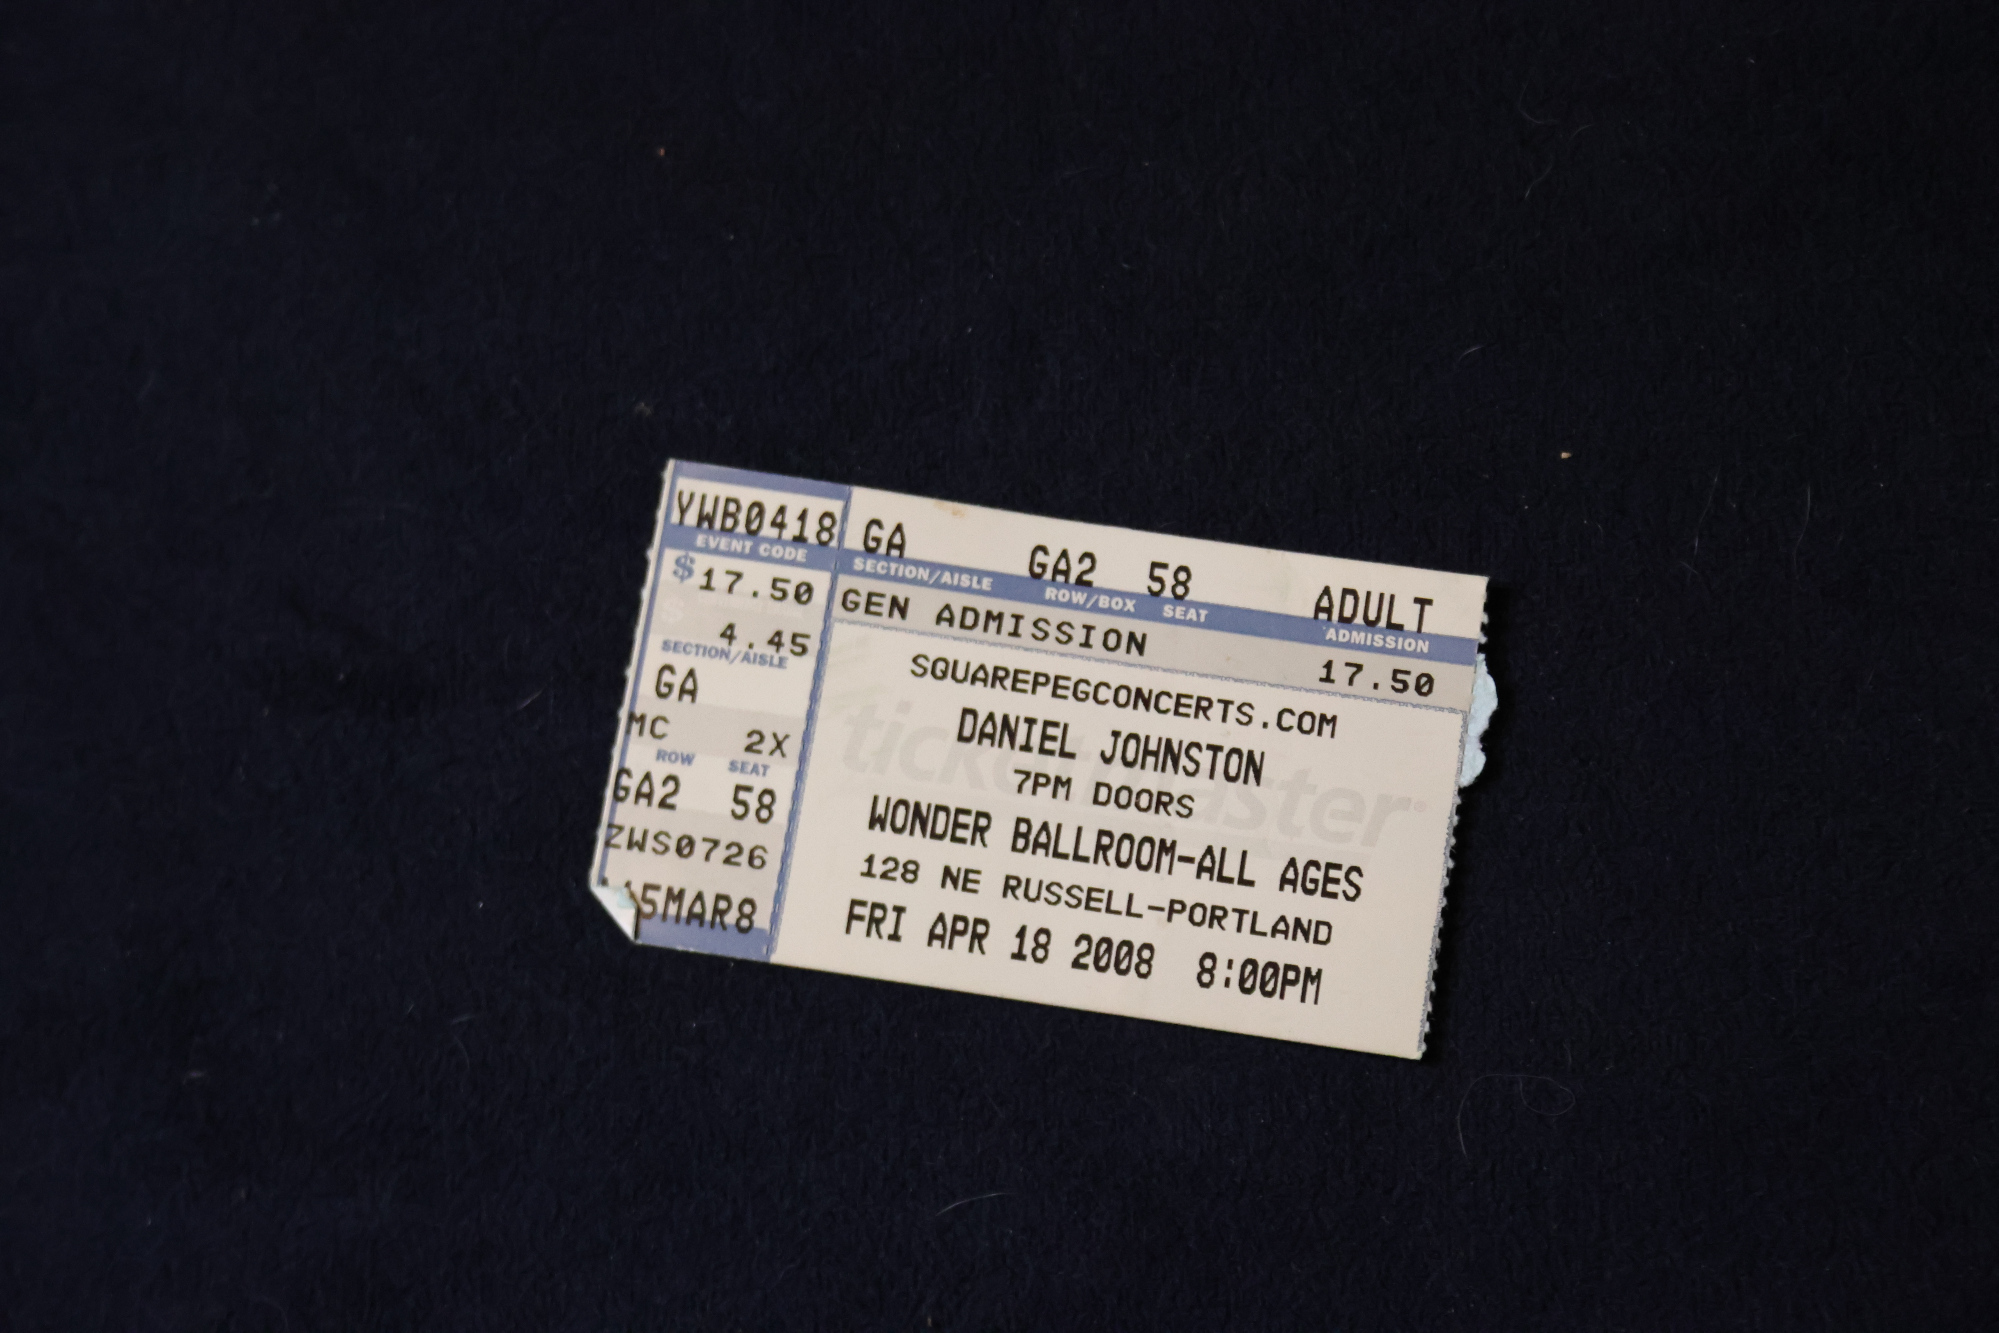 YWB0418
EVENT CODE
$ 17.50
$ 4.45
SECTION/AISLE
GA
MC 2X
ROW SEAT
GA2 58
ZWS0726
15MAR8
GA GA2 58 ADULT
SECTION/AISLE ROW/BOX SEAT ADMISSION
GEN ADMISSION 17.50
SQUAREPEGCONCERTS.COM
DANIEL JOHNSTON
7PM DOORS
WONDER BALLROOM-ALL AGES
128 NE RUSSELL-PORTLAND
FRI APR 18 2008 8:00PM
ticketmaster